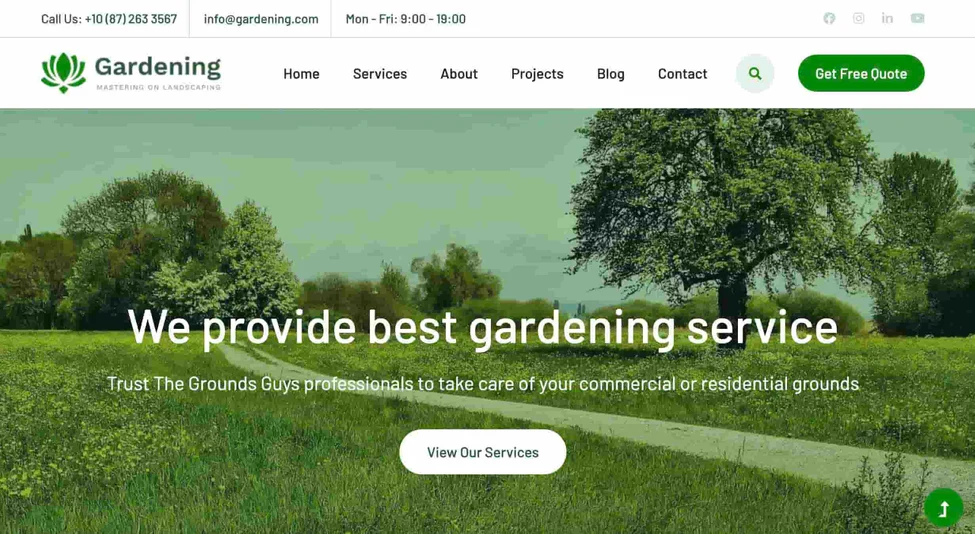 Call Us: +10 (87) 263 3567 info@gardening.com Mon - Fri: 9:00 - 19:00
Gardening
MASTERING ON LANDSCAPING
Home Services About Projects Blog Contact Get Free Quote
We provide best gardening service
Trust The Grounds Guys professionals to take care of your commercial or residential grounds
View Our Services